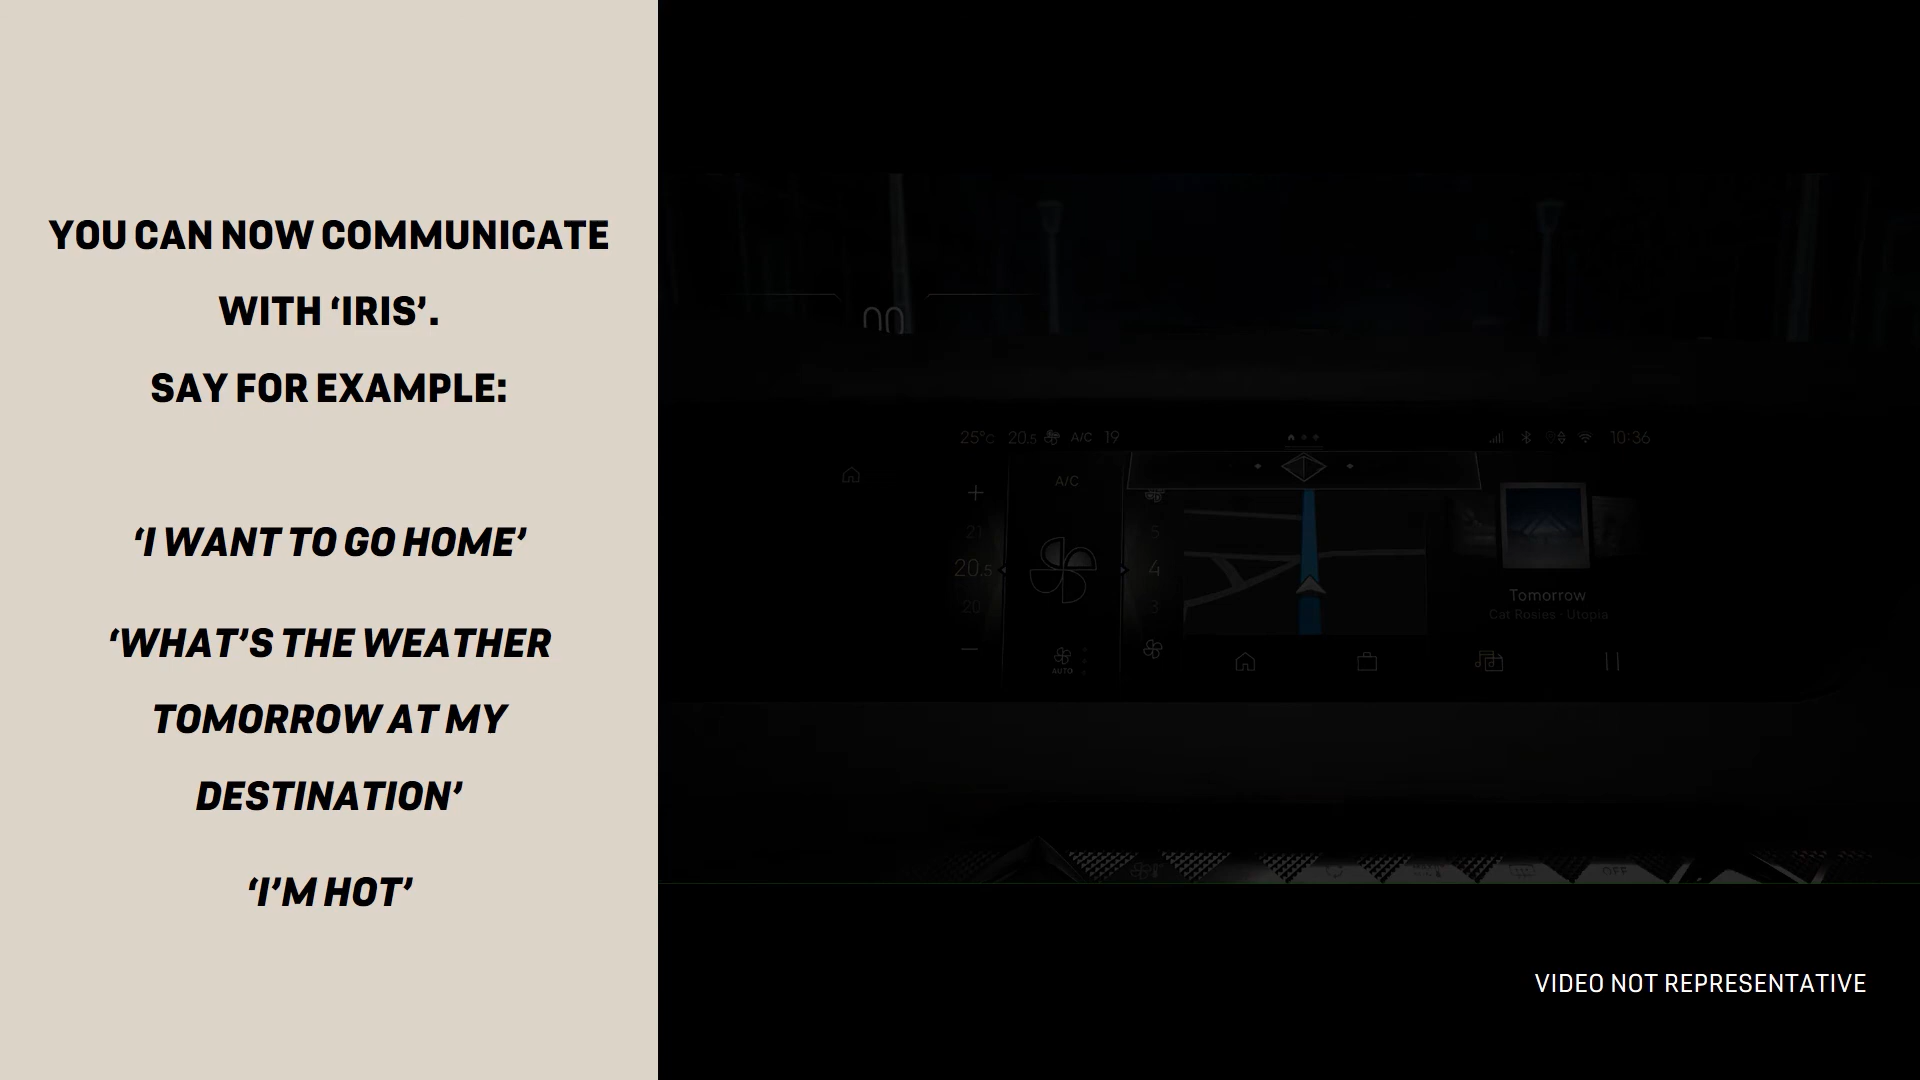 YOU CAN NOW COMMUNICATE
WITH ‘IRIS’.
SAY FOR EXAMPLE:
‘I WANT TO GO HOME’
‘WHAT’S THE WEATHER
TOMORROW AT MY
DESTINATION’
‘I’M HOT’
25°C 20.5 A/C 19
10:36
A/C
21
20.5
20
5
4
3
AUTO
Tomorrow
Cat Rosies · Utopia
OFF
VIDEO NOT REPRESENTATIVE